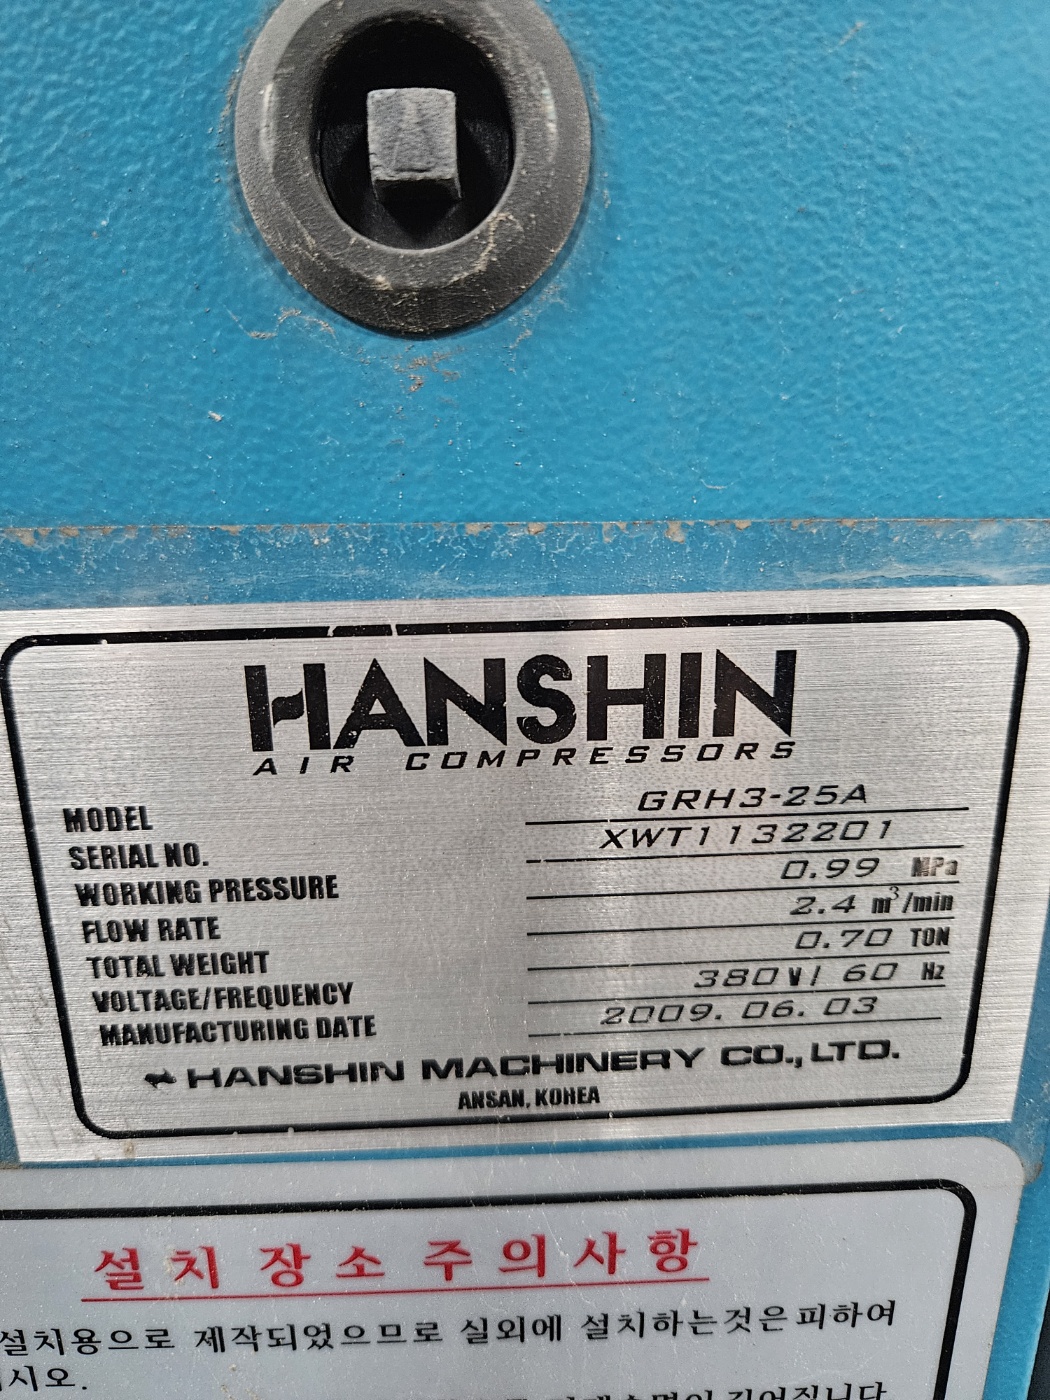 HANSHIN
AIR COMPRESSORS
MODEL GRH3-25A
SERIAL NO. XWT1132201
WORKING PRESSURE 0.99 MPa
FLOW RATE 2.4 m³/min
TOTAL WEIGHT 0.70 TON
VOLTAGE/FREQUENCY 380 V/ 60 Hz
MANUFACTURING DATE 2009. 06. 03
HANSHIN MACHINERY CO., LTD.
ANSAN, KOREA
설치 장소 주의사항
설치용으로 제작되었으므로 실외에 설치하는것은피하여
시오.